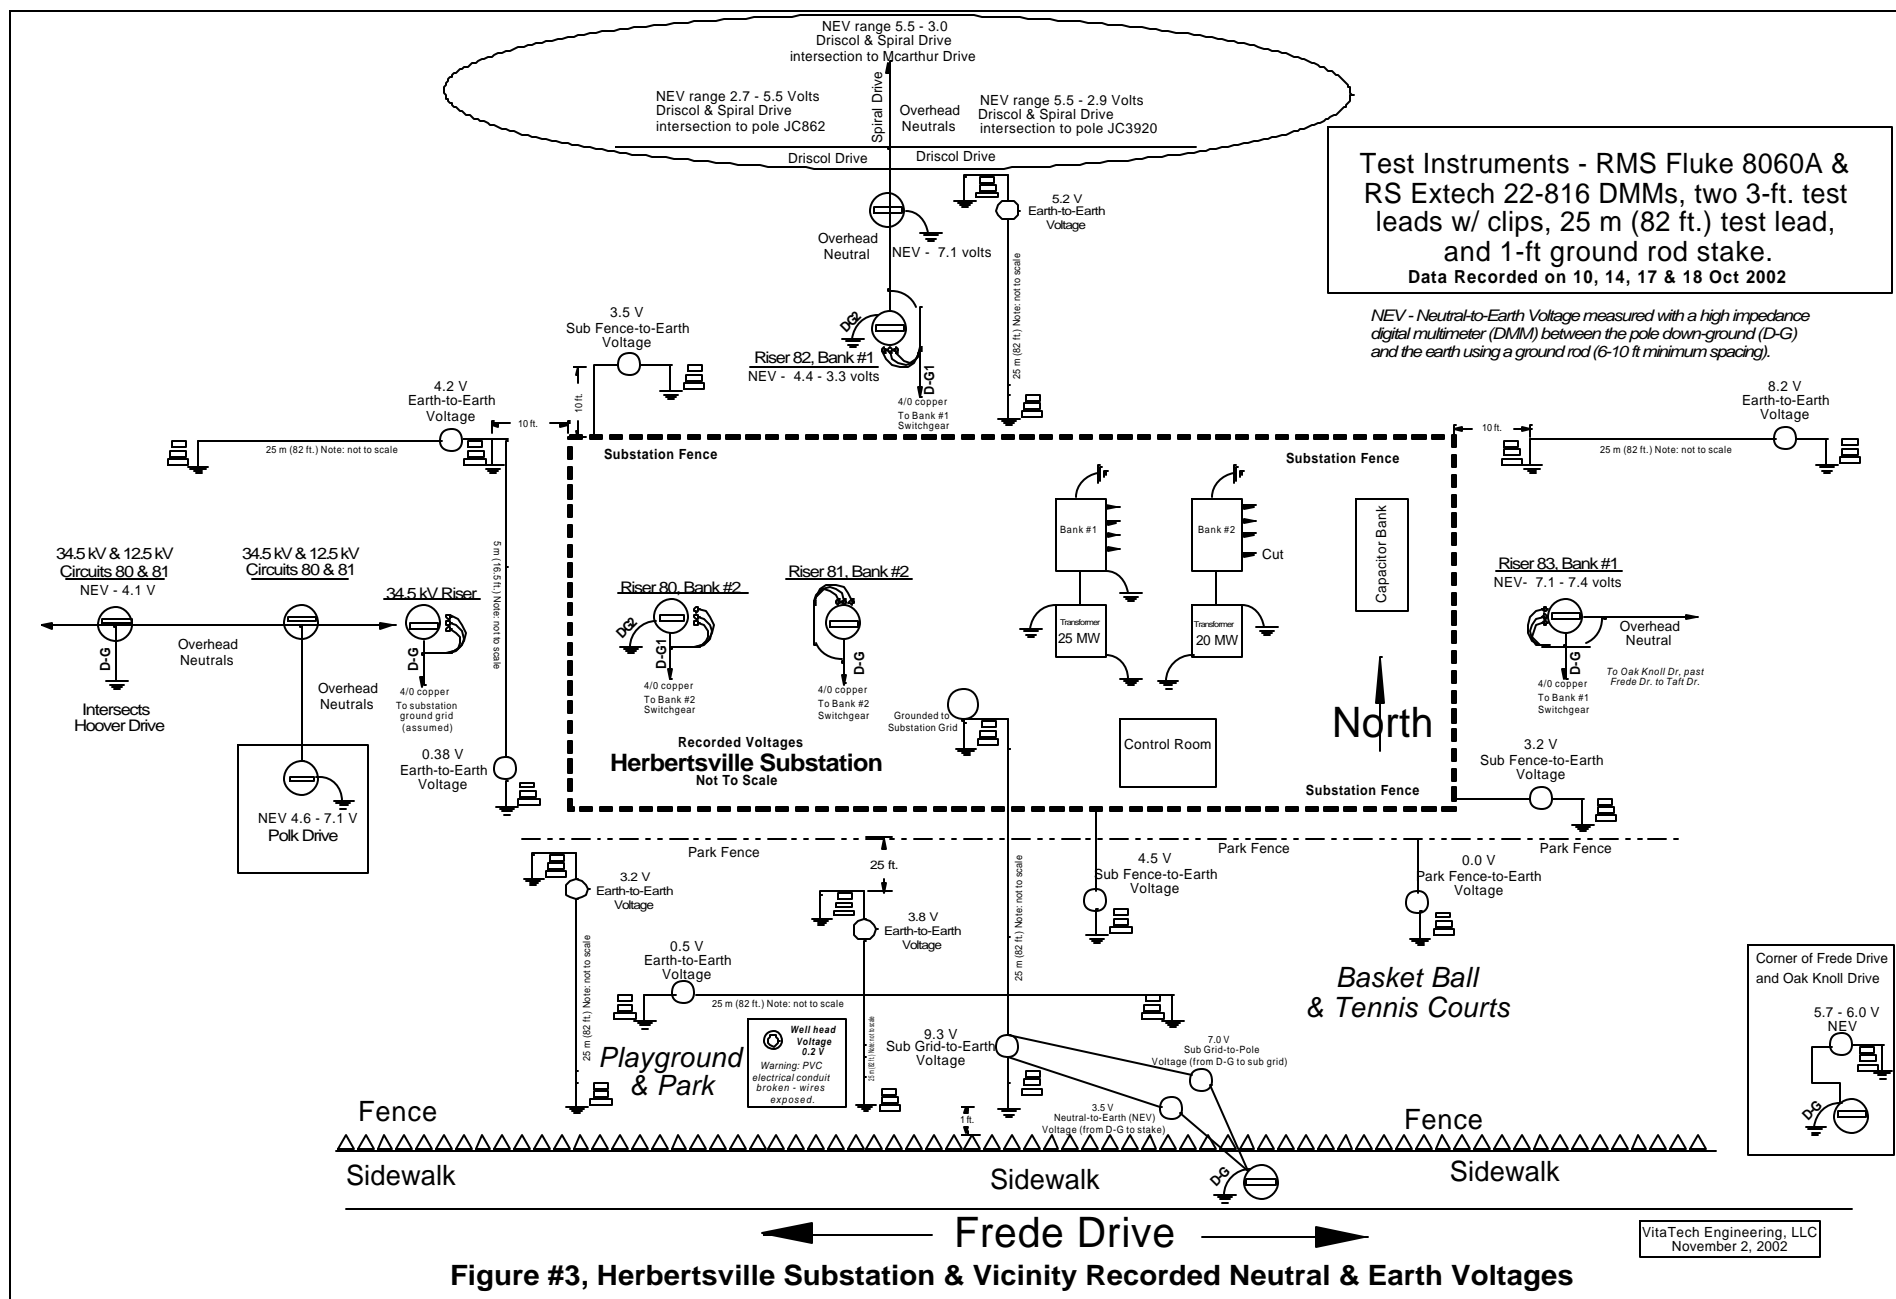 NEV range 5.5 - 3.0
Driscol & Spiral Drive
intersection to Mcarthur Drive
NEV range 2.7 - 5.5 Volts
Driscol & Spiral Drive
intersection to pole JC862
Spiral Drive
Overhead
Neutrals
NEV range 5.5 - 2.9 Volts
Driscol & Spiral Drive
intersection to pole JC3920
Driscol Drive
Driscol Drive
Test Instruments - RMS Fluke 8060A &
RS Extech 22-816 DMMs, two 3-ft. test
leads w/ clips, 25 m (82 ft.) test lead,
and 1-ft ground rod stake.
Data Recorded on 10, 14, 17 & 18 Oct 2002
NEV - Neutral-to-Earth Voltage measured with a high impedance
digital multimeter (DMM) between the pole down-ground (D-G)
and the earth using a ground rod (6-10 ft minimum spacing).
5.2 V
Earth-to-Earth
Voltage
25 m (82 ft.) Note: not to scale
Overhead
Neutral
NEV - 7.1 volts
DG2
Riser 82, Bank #1
NEV - 4.4 - 3.3 volts
D-G1
4/0 copper
To Bank #1
Switchgear
3.5 V
Sub Fence-to-Earth
Voltage
10 ft.
4.2 V
Earth-to-Earth
Voltage
10 ft.
25 m (82 ft.) Note: not to scale
8.2 V
Earth-to-Earth
Voltage
10 ft.
25 m (82 ft.) Note: not to scale
Substation Fence
Substation Fence
Bank #1
Bank #2
Cut
Capacitor Bank
Transformer
25 MW
Transformer
20 MW
5 m (16.5 ft.) Note: not to scale
34.5 kV & 12.5 kV
Circuits 80 & 81
NEV - 4.1 V
34.5 kV & 12.5 kV
Circuits 80 & 81
34.5 kV Riser
Overhead
Neutrals
D-G
Intersects
Hoover Drive
Overhead
Neutrals
D-G
4/0 copper
To substation
ground grid
(assumed)
Riser 80, Bank #2
DG2
D-G1
4/0 copper
To Bank #2
Switchgear
Riser 81, Bank #2
D-G
4/0 copper
To Bank #2
Switchgear
Riser 83, Bank #1
NEV- 7.1 - 7.4 volts
Overhead
Neutral
D-G
To Oak Knoll Dr, past
Frede Dr. to Taft Dr.
4/0 copper
To Bank #1
Switchgear
Grounded to
Substation Grid
Control Room
North
Recorded Voltages
Herbertsville Substation
Not To Scale
0.38 V
Earth-to-Earth
Voltage
NEV 4.6 - 7.1 V
Polk Drive
3.2 V
Sub Fence-to-Earth
Voltage
Substation Fence
Park Fence
Park Fence
Park Fence
25 ft.
3.2 V
Earth-to-Earth
Voltage
25 m (82 ft.) Note: not to scale
3.8 V
Earth-to-Earth
Voltage
25 m (82 ft.) Note: not to scale
25 m (82 ft.) Note: not to scale
4.5 V
Sub Fence-to-Earth
Voltage
0.0 V
Park Fence-to-Earth
Voltage
0.5 V
Earth-to-Earth
Voltage
25 m (82 ft.) Note: not to scale
Basket Ball
& Tennis Courts
Playground
& Park
Well head
Voltage
0.2 V
Warning: PVC
electrical conduit
broken - wires
exposed.
9.3 V
Sub Grid-to-Earth
Voltage
7.0 V
Sub Grid-to-Pole
Voltage (from D-G to sub grid)
3.5 V
Neutral-to-Earth (NEV)
Voltage (from D-G to stake)
1 ft.
D-G
Corner of Frede Drive
and Oak Knoll Drive
5.7 - 6.0 V
NEV
D-G
Fence
Fence
Sidewalk
Sidewalk
Sidewalk
Frede Drive
VitaTech Engineering, LLC
November 2, 2002
Figure #3, Herbertsville Substation & Vicinity Recorded Neutral & Earth Voltages